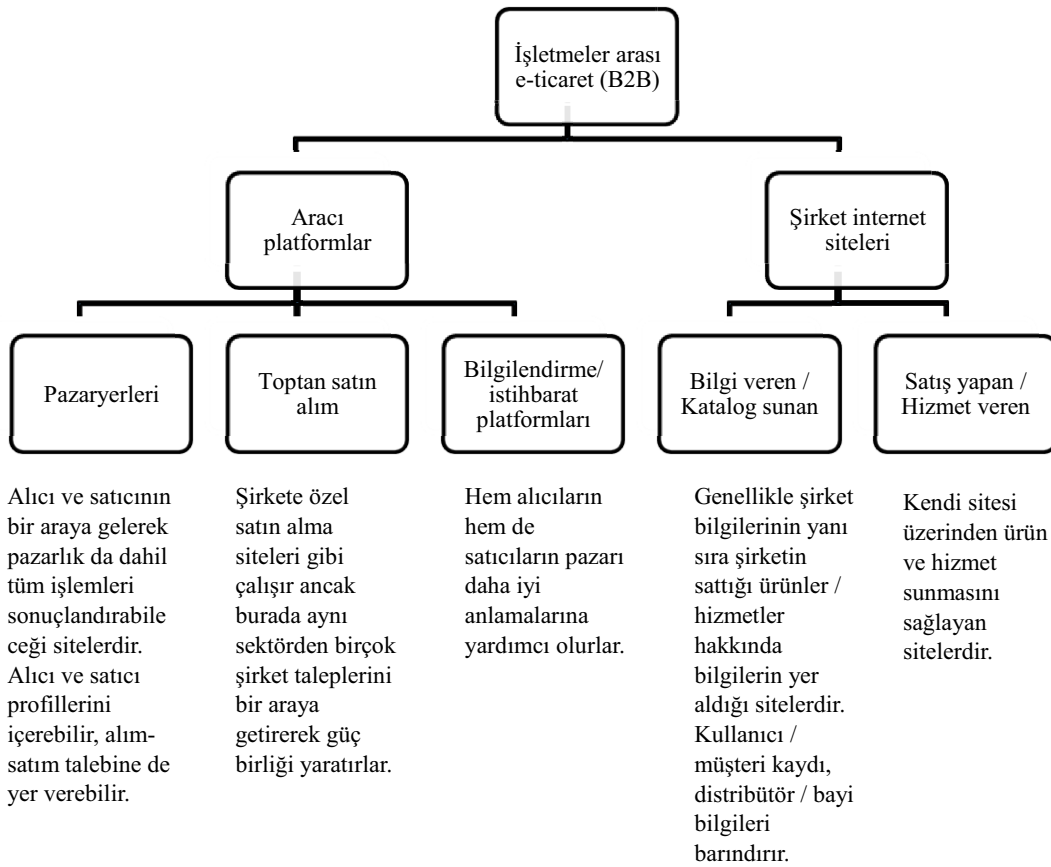 İşletmeler arası
e-ticaret (B2B)
Aracı
platformlar
Şirket internet
siteleri
Pazaryerleri
Toptan satın
alım
Bilgilendirme/
istihbarat
platformları
Bilgi veren /
Katalog sunan
Satış yapan /
Hizmet veren
Alıcı ve satıcının
bir araya gelerek
pazarlık da dahil
tüm işlemleri
sonuçlandırabile
ceği sitelerdir.
Alıcı ve satıcı
profillerini
içerebilir, alım-
satım talebine de
yer verebilir.
Şirkete özel
satın alma
siteleri gibi
çalışır ancak
burada aynı
sektörden birçok
şirket taleplerini
bir araya
getirerek güç
birliği yaratırlar.
Hem alıcıların
hem de
satıcıların pazarı
daha iyi
anlamalarına
yardımcı olurlar.
Genellikle şirket
bilgilerinin yanı
sıra şirketin
sattığı ürünler /
hizmetler
hakkında
bilgilerin yer
aldığı sitelerdir.
Kullanıcı /
müşteri kaydı,
distribütör / bayi
bilgileri
barındırır.
Kendi sitesi
üzerinden ürün
ve hizmet
sunmasını
sağlayan
sitelerdir.